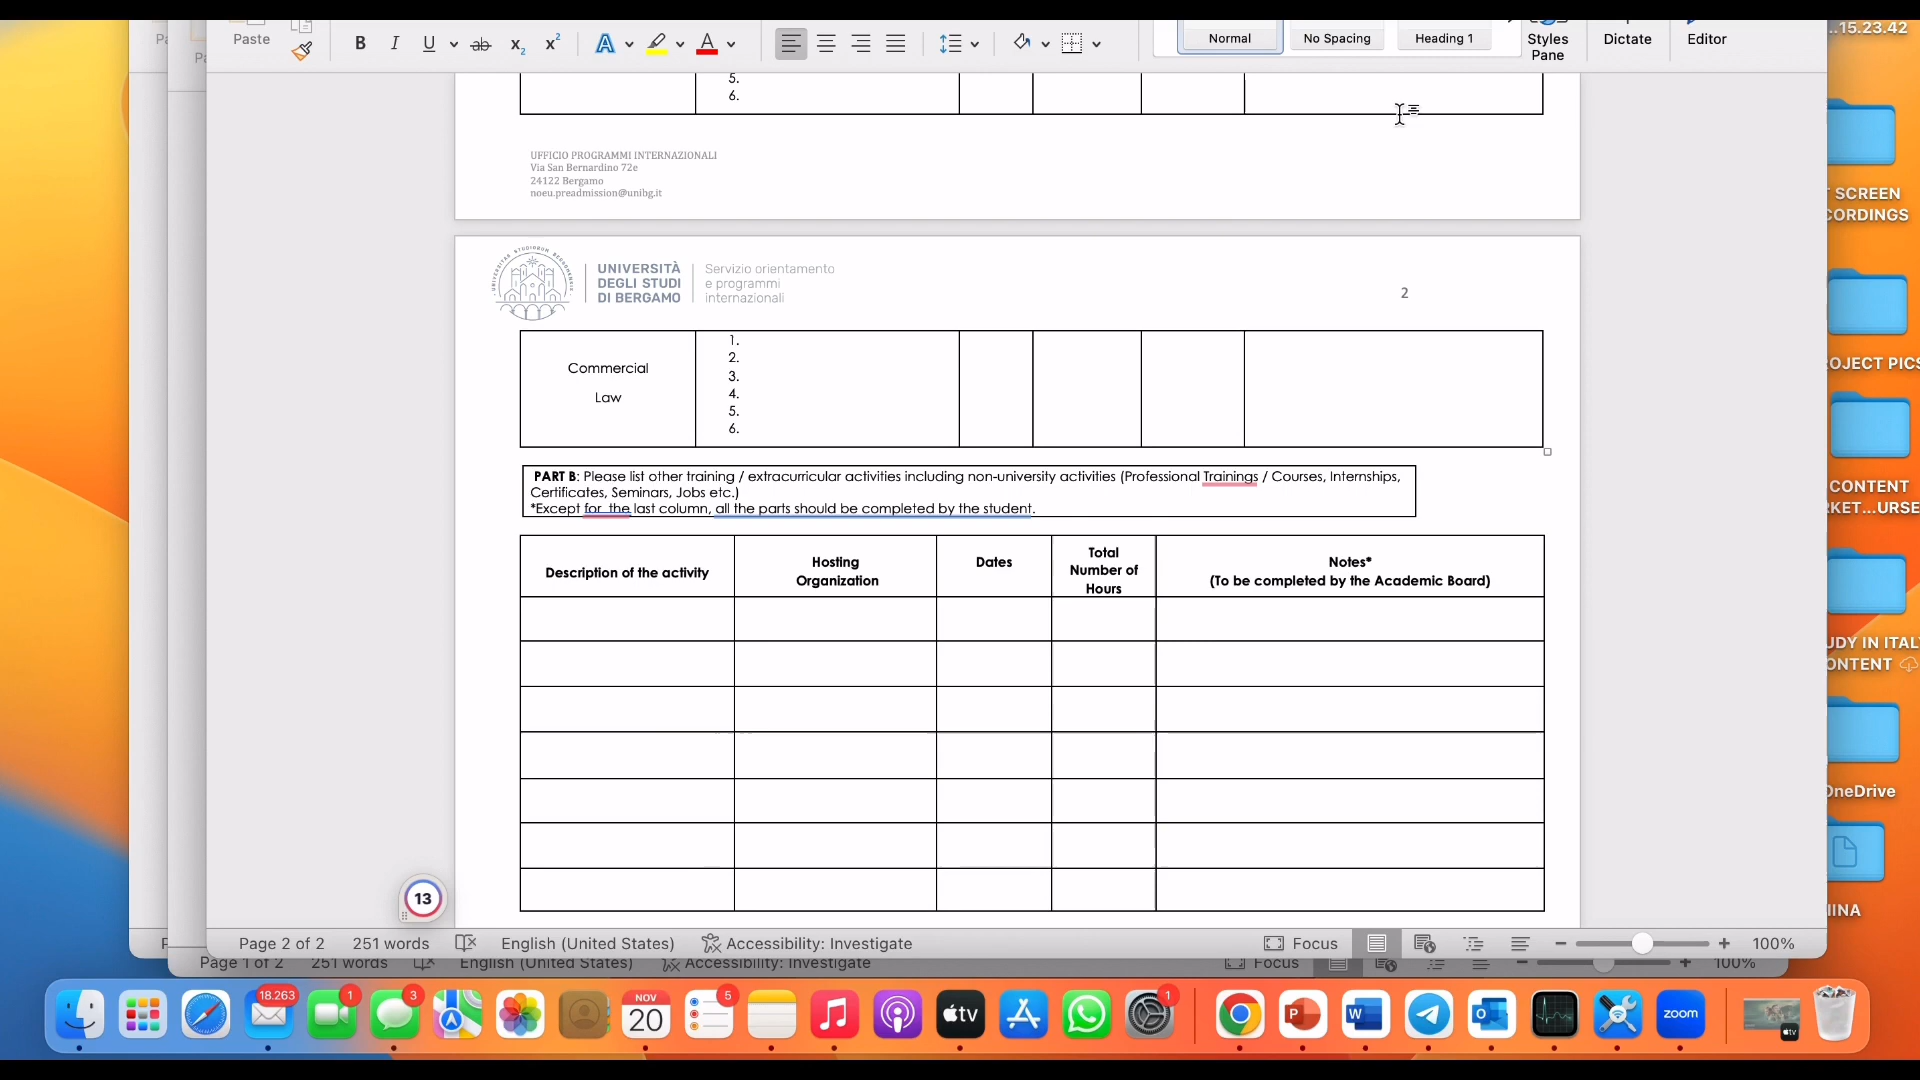 ..15.23.42
Paste
B I U ab X₂ X² A A
Normal
No Spacing
Heading 1
Styles
Pane
Dictate
Editor
5.
6.
UFFICIO PROGRAMMI INTERNAZIONALI
Via San Bernardino 72e
24122 Bergamo
noeu.preadmission@unibg.it
UNIVERSITÀ
DEGLI STUDI
DI BERGAMO
Servizio orientamento
e programmi
internazionali
2
Commercial
Law
1.
2.
3.
4.
5.
6.
PART B: Please list other training / extracurricular activities including non-university activities (Professional Trainings / Courses, Internships,
Certificates, Seminars, Jobs etc.)
*Except for the last column, all the parts should be completed by the student.
Description of the activity
Hosting
Organization
Dates
Total
Number of
Hours
Notes*
(To be completed by the Academic Board)
13
Page 2 of 2 251 words English (United States) Accessibility: Investigate Focus 100%
Page 1 of 2 251 words English (United States) Accessibility: Investigate Focus 100%
T SCREEN
CORDINGS
ROJECT PICS
CONTENT
RKET...URSE
UDY IN ITAL
ONTENT
OneDrive
HINA
18.263
1
3
NOV
20
5
tv
1
P
W
O
zoom
tv